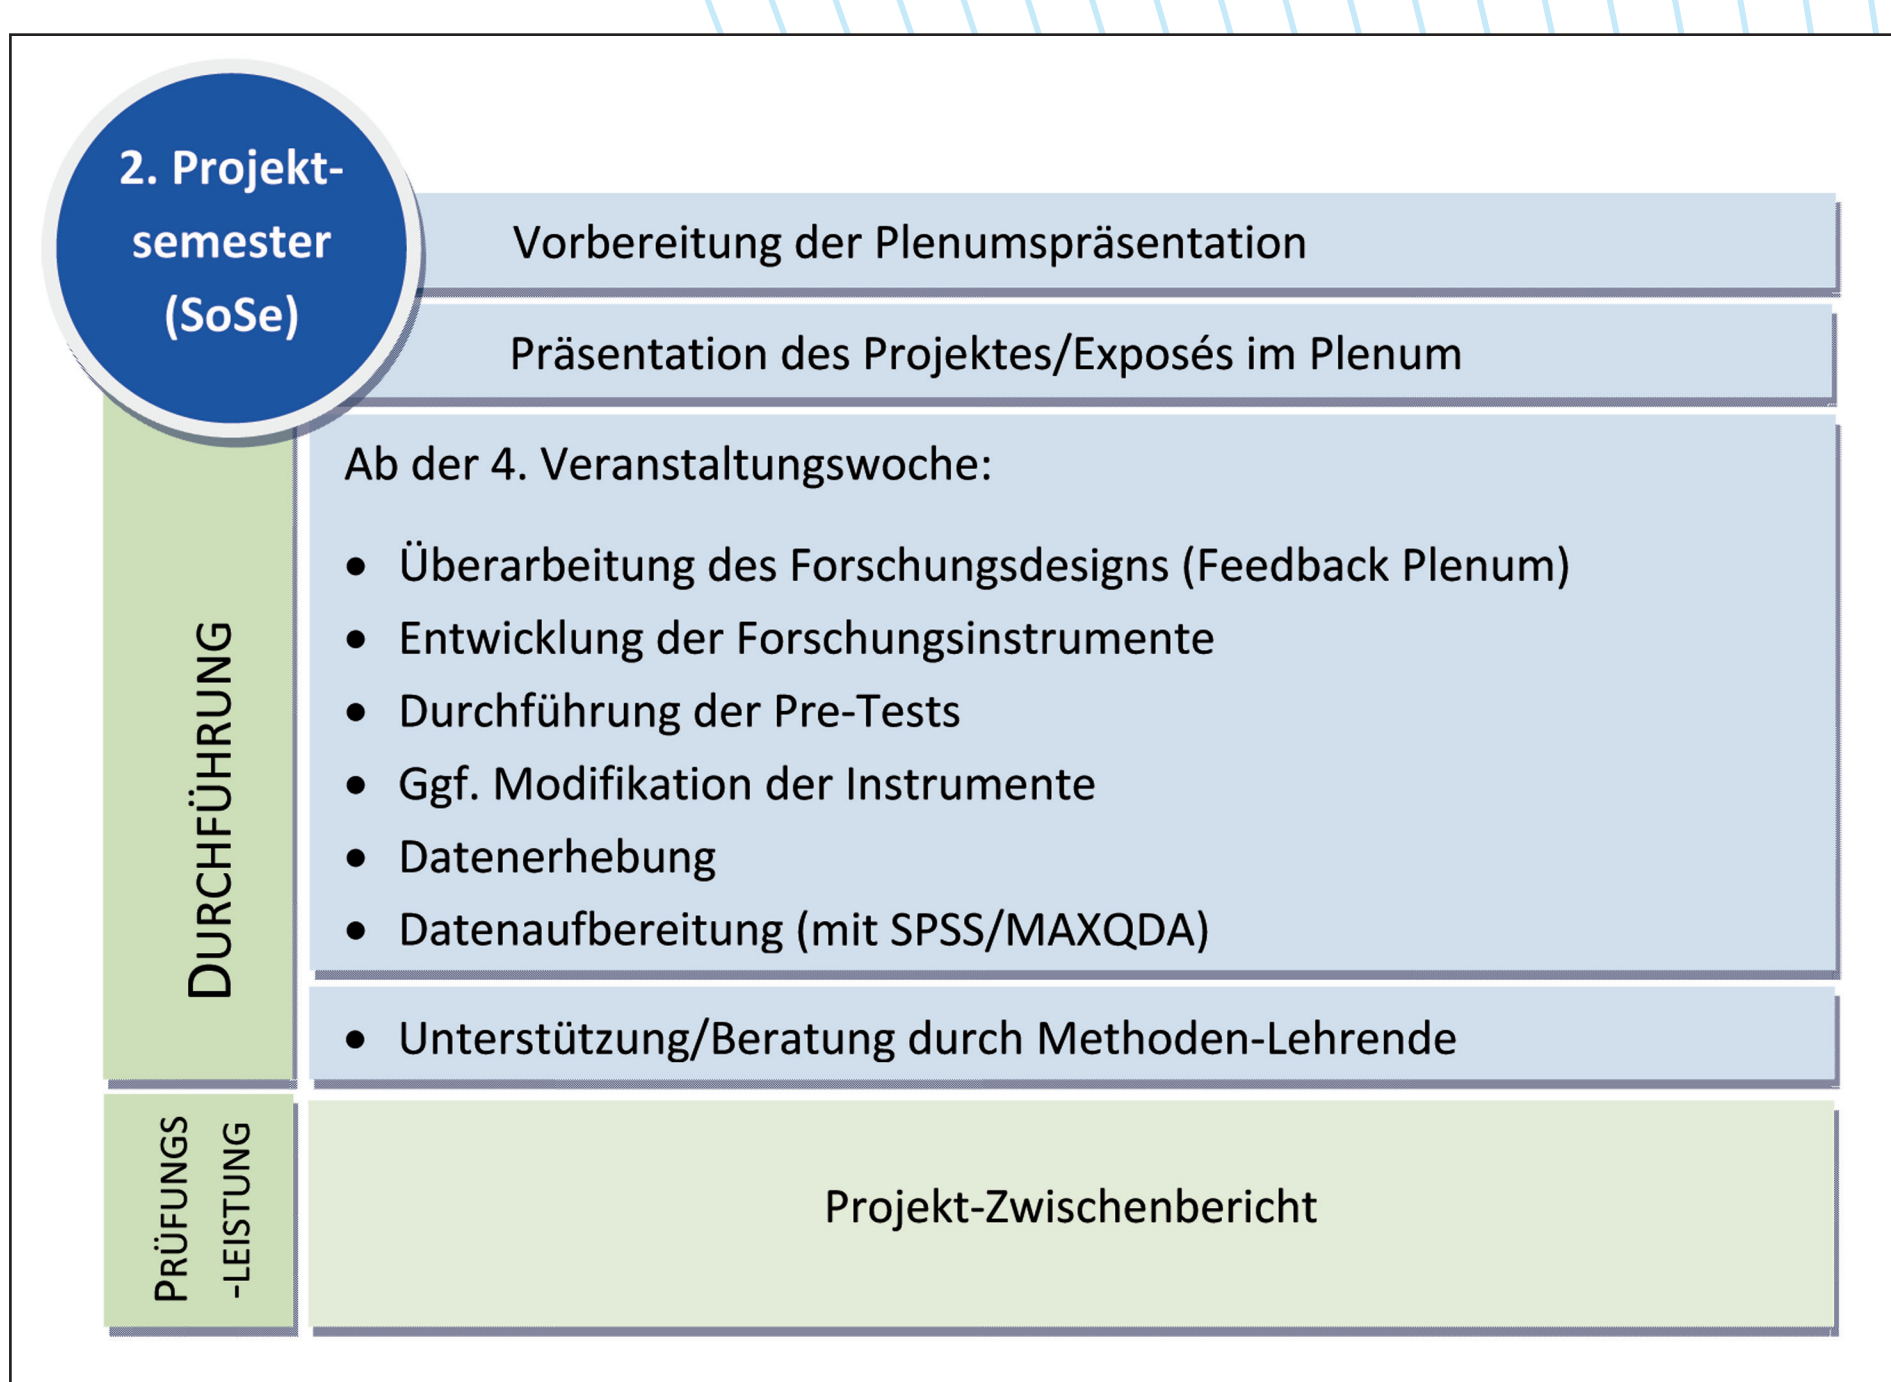 2. Projekt-
semester
(SoSe)
Vorbereitung der Plenumspräsentation
Präsentation des Projektes/Exposés im Plenum
DURCHFÜHRUNG
Ab der 4. Veranstaltungswoche:
• Überarbeitung des Forschungsdesigns (Feedback Plenum)
• Entwicklung der Forschungsinstrumente
• Durchführung der Pre-Tests
• Ggf. Modifikation der Instrumente
• Datenerhebung
• Datenaufbereitung (mit SPSS/MAXQDA)
• Unterstützung/Beratung durch Methoden-Lehrende
PRÜFUNGS
-LEISTUNG
Projekt-Zwischenbericht